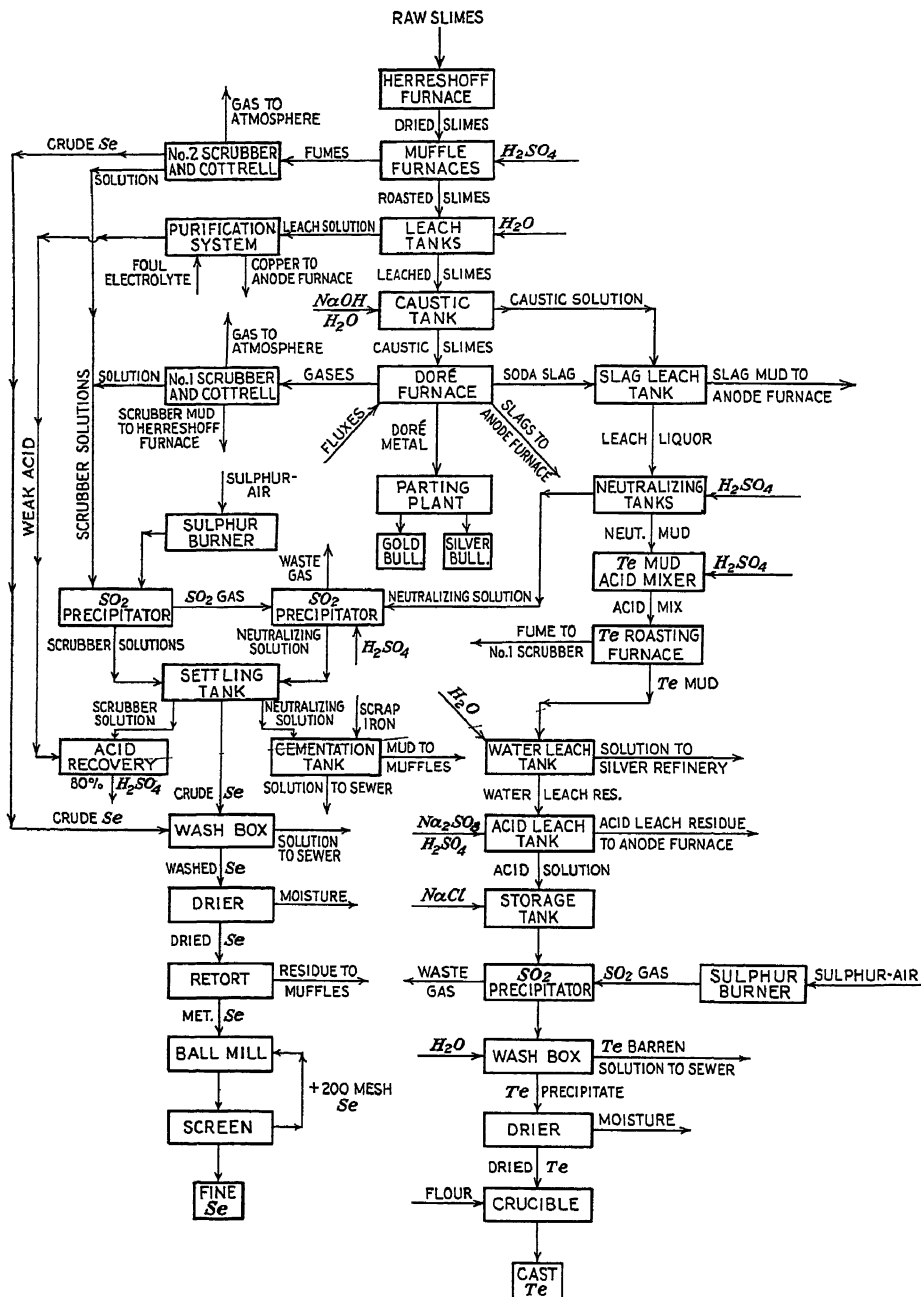 RAW SLIMES
HERRESHOFF
FURNACE
GAS TO
ATMOSPHERE
DRIED SLIMES
CRUDE Se
No.2 SCRUBBER
AND COTTRELL
FUMES
MUFFLE
FURNACES
H₂SO₄
SOLUTION
ROASTED SLIMES
PURIFICATION
SYSTEM
LEACH SOLUTION
LEACH
TANKS
H₂O
FOUL
ELECTROLYTE
COPPER TO
ANODE FURNACE
LEACHED SLIMES
NaOH
H₂O
CAUSTIC
TANK
CAUSTIC SOLUTION
GAS TO
ATMOSPHERE
CAUSTIC SLIMES
SOLUTION
No.1 SCRUBBER
AND COTTRELL
GASES
DORÉ
FURNACE
SODA SLAG
SLAG LEACH
TANK
SLAG MUD TO
ANODE FURNACE
SCRUBBER MUD
TO HERRESHOFF
FURNACE
FLUXES
DORÉ
METAL
SLAGS TO
ANODE FURNACE
LEACH LIQUOR
WEAK ACID
SCRUBBER SOLUTIONS
SULPHUR-
AIR
PARTING
PLANT
NEUTRALIZING
TANKS
H₂SO₄
SULPHUR
BURNER
GOLD
BULL.
SILVER
BULL.
NEUT. MUD
WASTE
GAS
Te MUD
ACID MIXER
H₂SO₄
SO₂
PRECIPITATOR
SO₂ GAS
SO₂
PRECIPITATOR
NEUTRALIZING SOLUTION
ACID MIX
SCRUBBER SOLUTIONS
NEUTRALIZING
SOLUTION
H₂SO₄
FUME TO
No.1 SCRUBBER
Te ROASTING
FURNACE
SETTLING
TANK
Te MUD
SCRUBBER
SOLUTION
NEUTRALIZING
SOLUTION
SCRAP
IRON
H₂O
ACID
RECOVERY
CEMENTATION
TANK
MUD TO
MUFFLES
WATER LEACH
TANK
SOLUTION TO
SILVER REFINERY
80% H₂SO₄
CRUDE Se
SOLUTION TO SEWER
WATER LEACH RES.
CRUDE Se
WASH BOX
SOLUTION
TO SEWER
Na₂SO₃
H₂SO₄
ACID LEACH
TANK
ACID LEACH RESIDUE
TO ANODE FURNACE
WASHED Se
ACID SOLUTION
DRIER
MOISTURE
NaCl
STORAGE
TANK
DRIED Se
RETORT
RESIDUE TO
MUFFLES
WASTE
GAS
SO₂
PRECIPITATOR
SO₂ GAS
SULPHUR
BURNER
SULPHUR-AIR
MET. Se
BALL MILL
H₂O
WASH BOX
Te BARREN
SOLUTION TO SEWER
+200 MESH
Se
Te PRECIPITATE
SCREEN
DRIER
MOISTURE
DRIED Te
FINE
Se
FLOUR
CRUCIBLE
CAST
Te